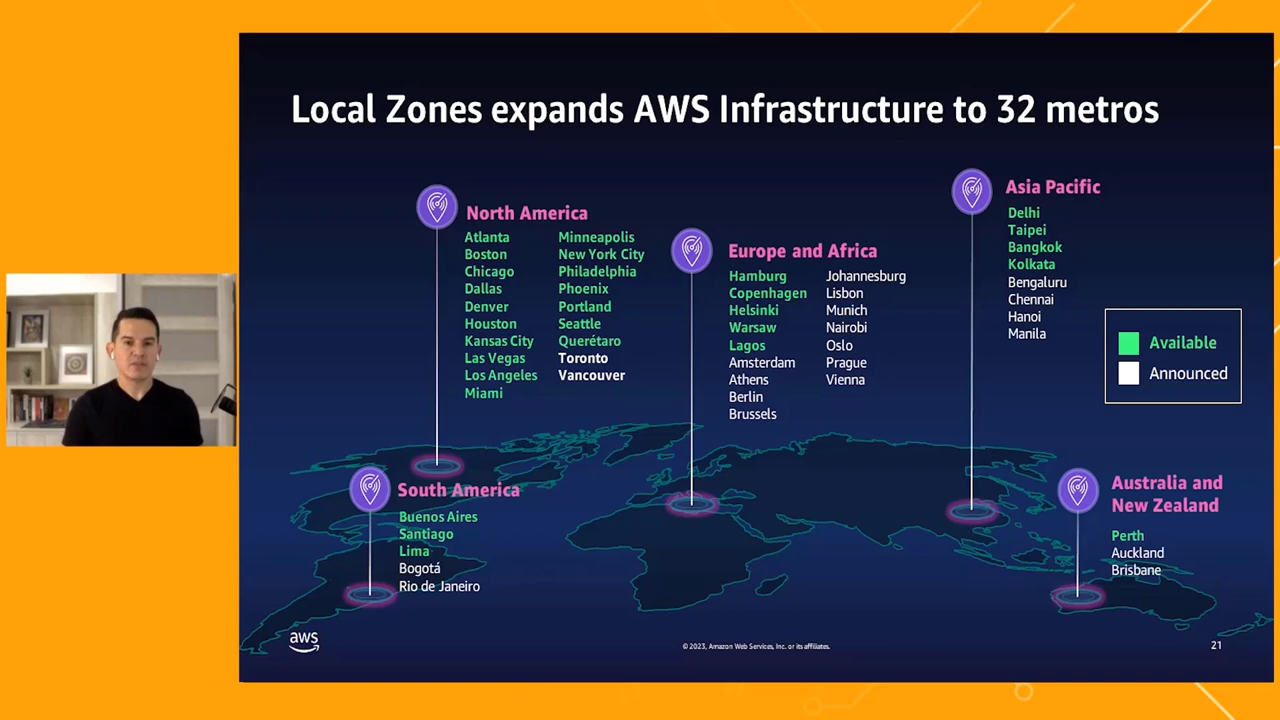 Local Zones expands AWS Infrastructure to 32 metros
North America
Atlanta
Boston
Chicago
Dallas
Denver
Houston
Kansas City
Las Vegas
Los Angeles
Miami
Minneapolis
New York City
Philadelphia
Phoenix
Portland
Seattle
Querétaro
Toronto
Vancouver
Europe and Africa
Hamburg
Copenhagen
Helsinki
Warsaw
Lagos
Amsterdam
Athens
Berlin
Brussels
Johannesburg
Lisbon
Munich
Nairobi
Oslo
Prague
Vienna
Asia Pacific
Delhi
Taipei
Bangkok
Kolkata
Bengaluru
Chennai
Hanoi
Manila
Available
Announced
South America
Buenos Aires
Santiago
Lima
Bogotá
Rio de Janeiro
Australia and
New Zealand
Perth
Auckland
Brisbane
aws
© 2023, Amazon Web Services, Inc. or its affiliates.
21